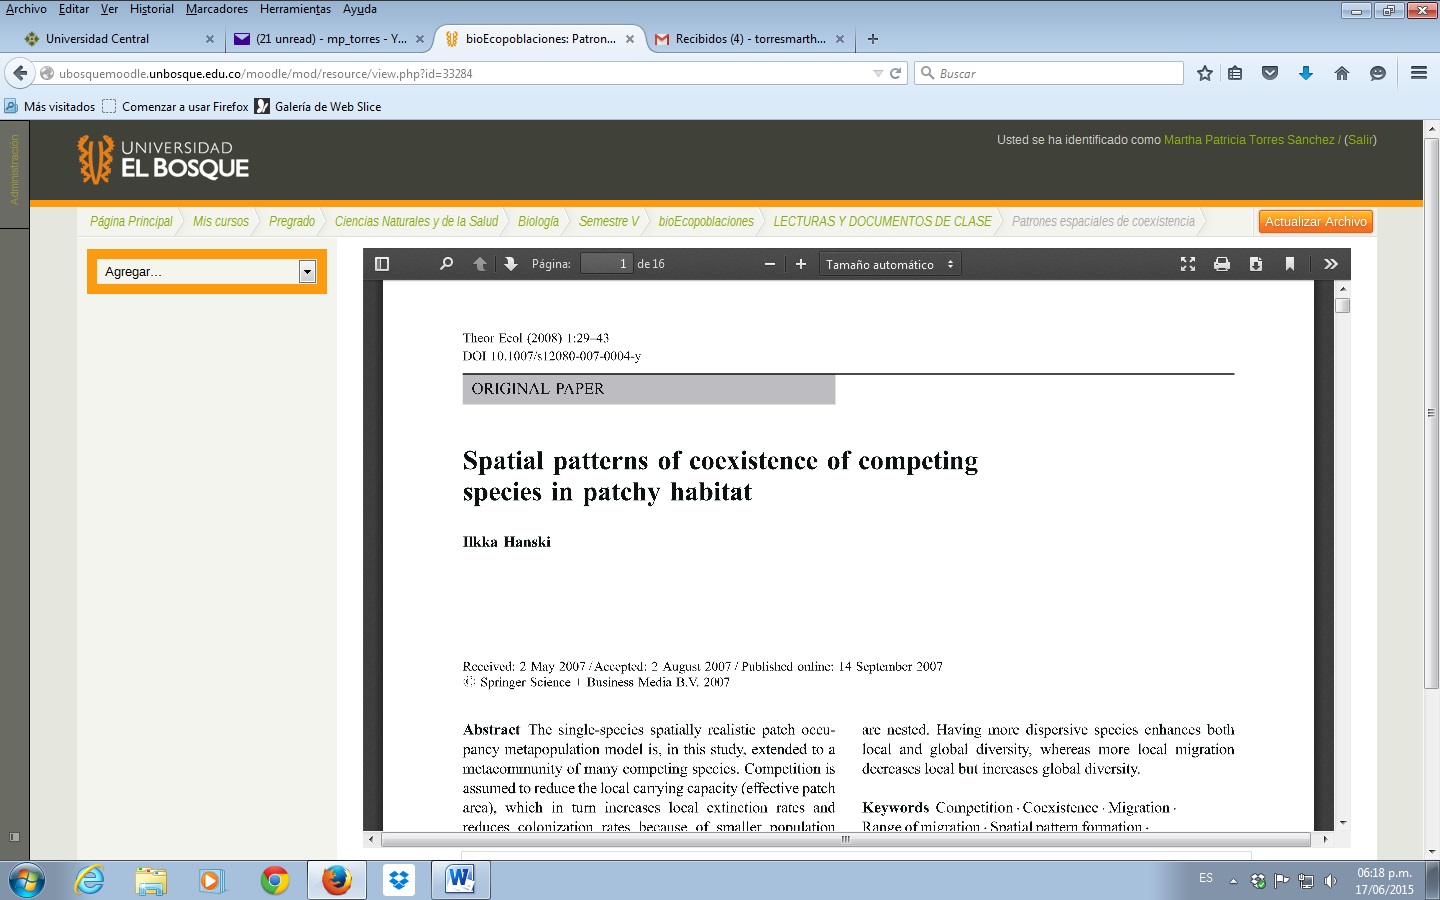 Archivo Editar Ver Historial Marcadores Herramientas Ayuda
Universidad Central
(21 unread) - mp_torres - Y...
bioEcopoblaciones: Patron...
Recibidos (4) - torresmarth...
ubosquemoodle.unbosque.edu.co/moodle/mod/resource/view.php?id=33284
Buscar
Más visitados Comenzar a usar Firefox Galería de Web Slice
Administración
UNIVERSIDAD
EL BOSQUE
Usted se ha identificado como Martha Patricia Torres Sánchez / (Salir)
Página Principal Mis cursos Pregrado Ciencias Naturales y de la Salud Biología Semestre V bioEcopoblaciones LECTURAS Y DOCUMENTOS DE CLASE Patrones espaciales de coexistencia
Actualizar Archivo
Agregar...
Página: 1 de 16
Tamaño automático
Theor Ecol (2008) 1:29–43
DOI 10.1007/s12080-007-0004-y
ORIGINAL PAPER
Spatial patterns of coexistence of competing
species in patchy habitat
Ilkka Hanski
Received: 2 May 2007 / Accepted: 2 August 2007 / Published online: 14 September 2007
© Springer Science + Business Media B.V. 2007
Abstract The single-species spatially realistic patch occu-
pancy metapopulation model is, in this study, extended to a
metacommunity of many competing species. Competition is
assumed to reduce the local carrying capacity (effective patch
area), which in turn increases local extinction rates and
reduces colonization rates because of smaller population
are nested. Having more dispersive species enhances both
local and global diversity, whereas more local migration
decreases local but increases global diversity.
Keywords Competition · Coexistence · Migration ·
Range of migration · Spatial pattern formation ·
ES
06:18 p.m.
17/06/2015